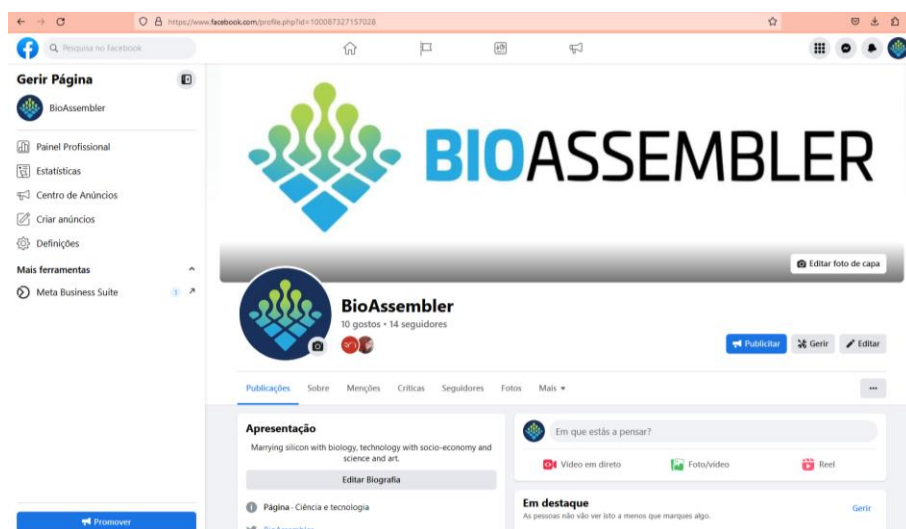 https://www.facebook.com/profile.php?id=100087327157028
Pesquisa no Facebook
Gerir Página
BioAssembler
Painel Profissional
Estatísticas
Centro de Anúncios
Criar anúncios
Definições
Mais ferramentas
Meta Business Suite
1
Promover
BIOASSEMBLER
Editar foto de capa
BioAssembler
10 gostos • 14 seguidores
Publicitar
Gerir
Editar
Publicações Sobre Menções Críticas Seguidores Fotos Mais
Apresentação
Marrying silicon with biology, technology with socio-economy and
science and art.
Editar Biografia
Página · Ciência e tecnologia
Em que estás a pensar?
Vídeo em direto
Foto/vídeo
Reel
Em destaque
Gerir
As pessoas não vão ver isto a menos que marques algo.